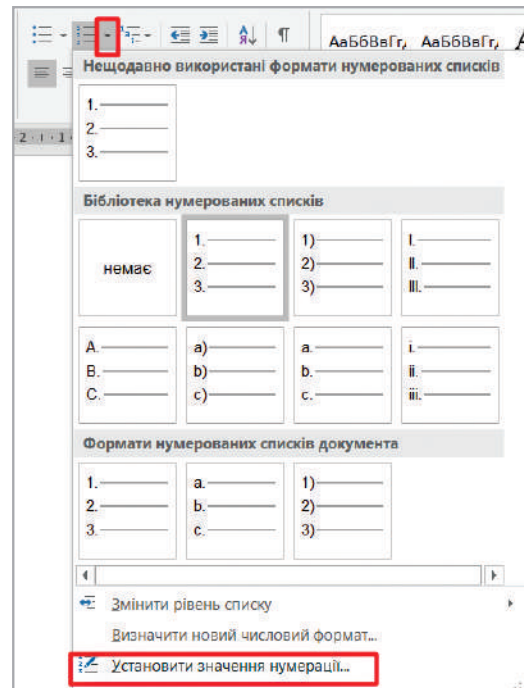 АаБбВвГг, АаБбВвГг,
Нещодавно використані формати нумерованих списків
1.
2.
3.
2 · ı · 1
Бібліотека нумерованих списків
немає
1.
2.
3.
1)
2)
3)
I.
II.
III.
A.
B.
C.
a)
b)
c)
a.
b.
c.
i.
ii.
iii.
Формати нумерованих списків документа
1.
2.
3.
a.
b.
c.
1)
2)
3)
Змінити рівень списку
Визначити новий числовий формат...
Установити значення нумерації...